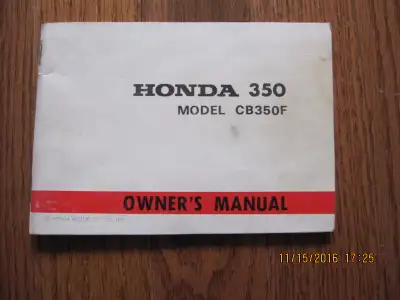 HONDA 350
MODEL CB350F
OWNER'S MANUAL
11/15/2016 17:25